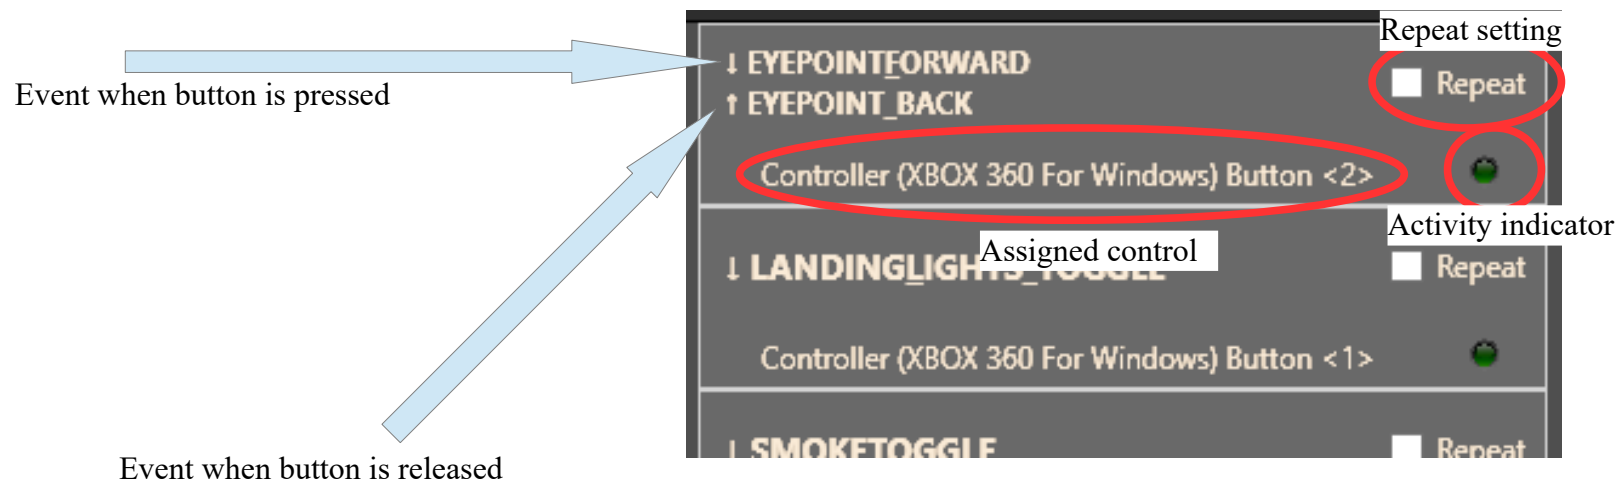 Repeat setting
↓ EYEPOINTFORWARD
Repeat
Event when button is pressed
↑ EYEPOINT_BACK
Controller (XBOX 360 For Windows) Button <2>
Activity indicator
Assigned control
↓ LANDINGLIGHTS_TOGGLE
Repeat
Controller (XBOX 360 For Windows) Button <1>
↓ SMOKETOGGLE
Repeat
Event when button is released